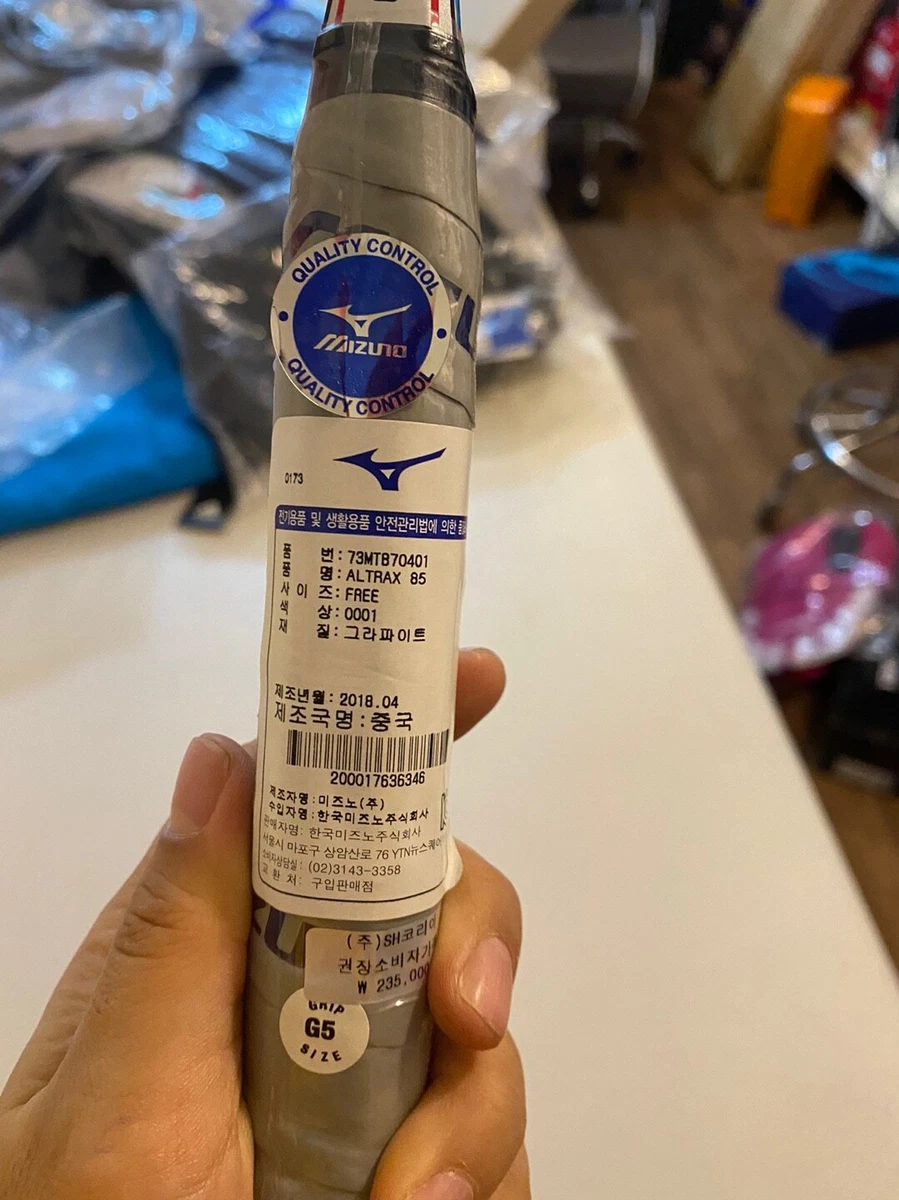 QUALITY CONTROL
MIZUNO
QUALITY CONTROL
0173
전기용품 및 생활용품 안전관리법에 의한
품 번: 73MTB70401
품 명: ALTRAX 85
사 이 즈: FREE
색 상: 0001
재 질: 그라파이트
제조년월: 2018.04
제조국명: 중국
200017636346
제조자명: 미즈노(주)
수입자명: 한국미즈노주식회사
판매자명: 한국미즈노주식회사
서울시 마포구 상암산로 76 YTN뉴스퀘어
소비자상담실: (02)3143-3358
교 환 처: 구입판매점
(주)SH코리아
권장소비자가
₩ 235,000
GRIP
G5
SIZE